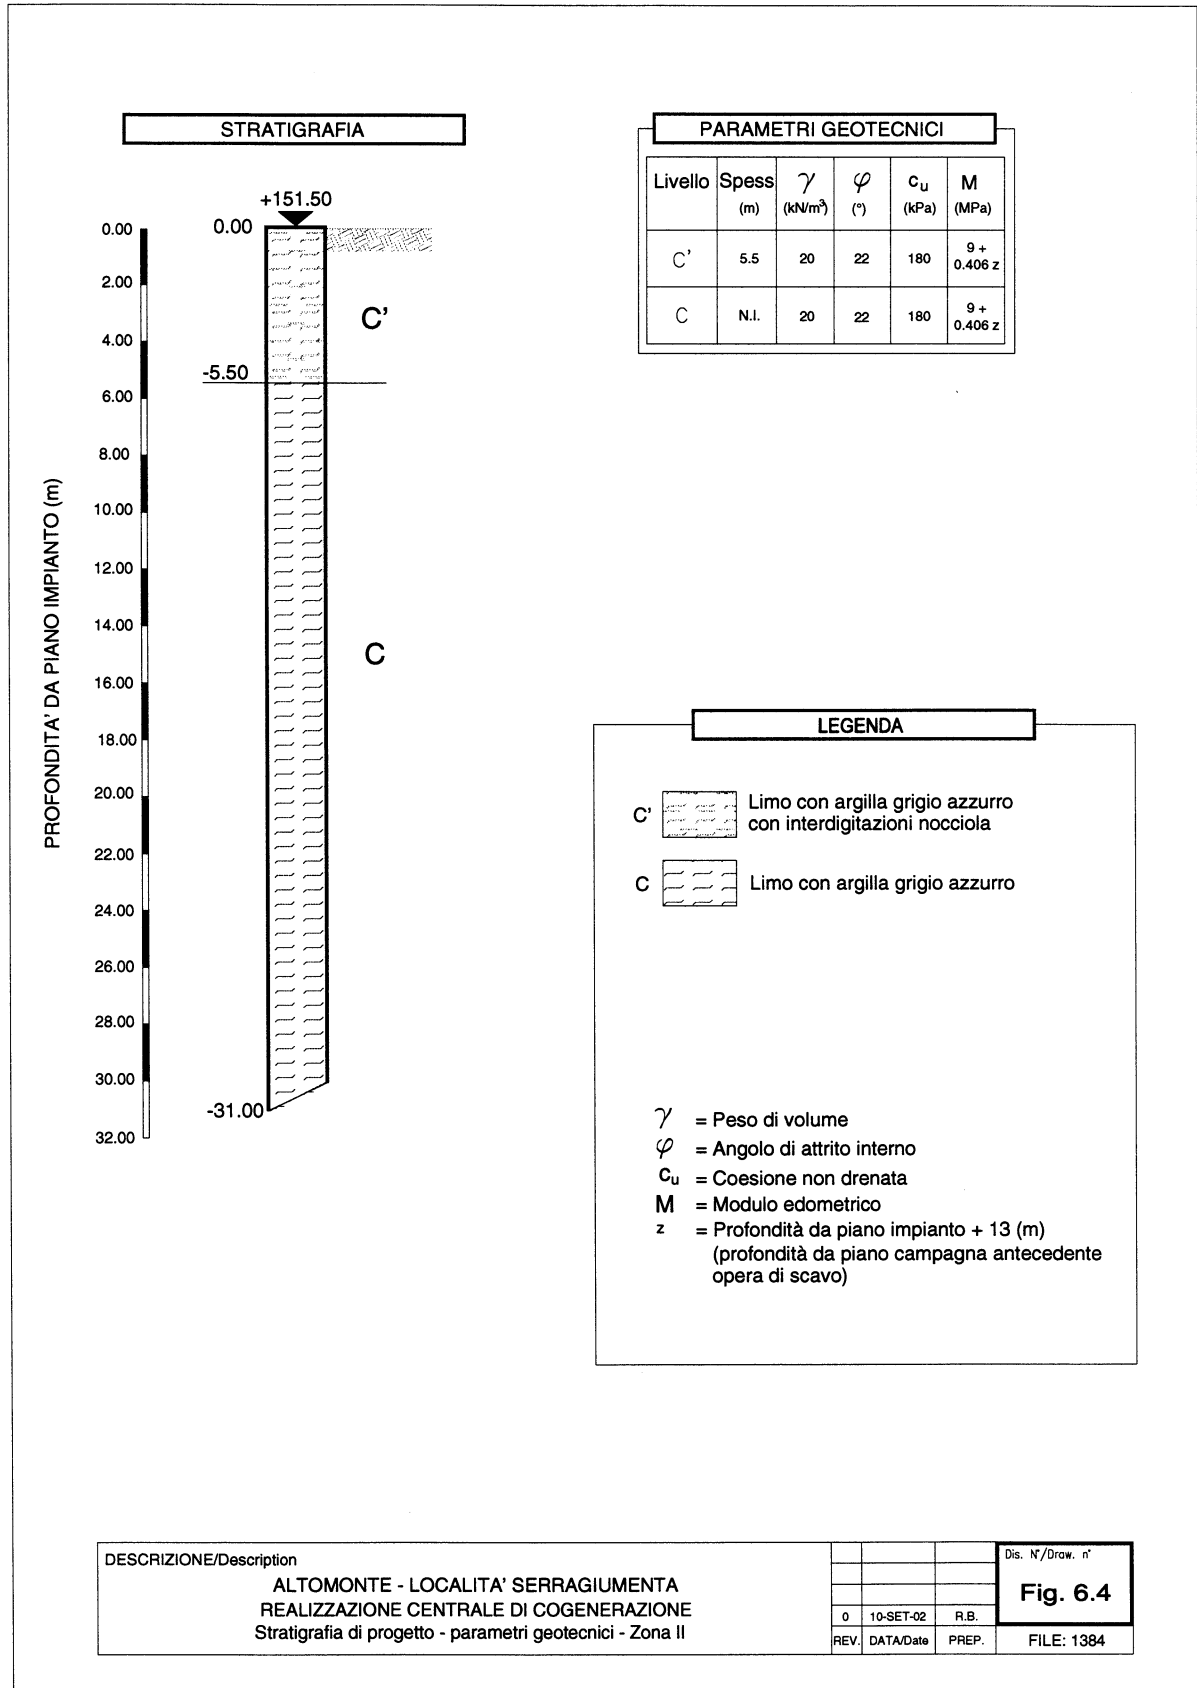 STRATIGRAFIA
+151.50
0.00
0.00
2.00
4.00
6.00
8.00
10.00
12.00
14.00
16.00
18.00
20.00
22.00
24.00
26.00
28.00
30.00
32.00
PROFONDITA' DA PIANO IMPIANTO (m)
C'
-5.50
C
-31.00
PARAMETRI GEOTECNICI
Livello Spess γ φ cu M
(m) (kN/m³) (°) (kPa) (MPa)
C' 5.5 20 22 180 9 + 0.406 z
C N.I. 20 22 180 9 + 0.406 z
LEGENDA
C' Limo con argilla grigio azzurro
con interdigitazioni nocciola
C Limo con argilla grigio azzurro
γ = Peso di volume
φ = Angolo di attrito interno
cu = Coesione non drenata
M = Modulo edometrico
z = Profondità da piano impianto + 13 (m)
(profondità da piano campagna antecedente
opera di scavo)
DESCRIZIONE/Description
ALTOMONTE - LOCALITA' SERRAGIUMENTA
REALIZZAZIONE CENTRALE DI COGENERAZIONE
Stratigrafia di progetto - parametri geotecnici - Zona II
0 10-SET-02 R.B.
REV. DATA/Date PREP.
Dis. N°/Draw. n°
Fig. 6.4
FILE: 1384